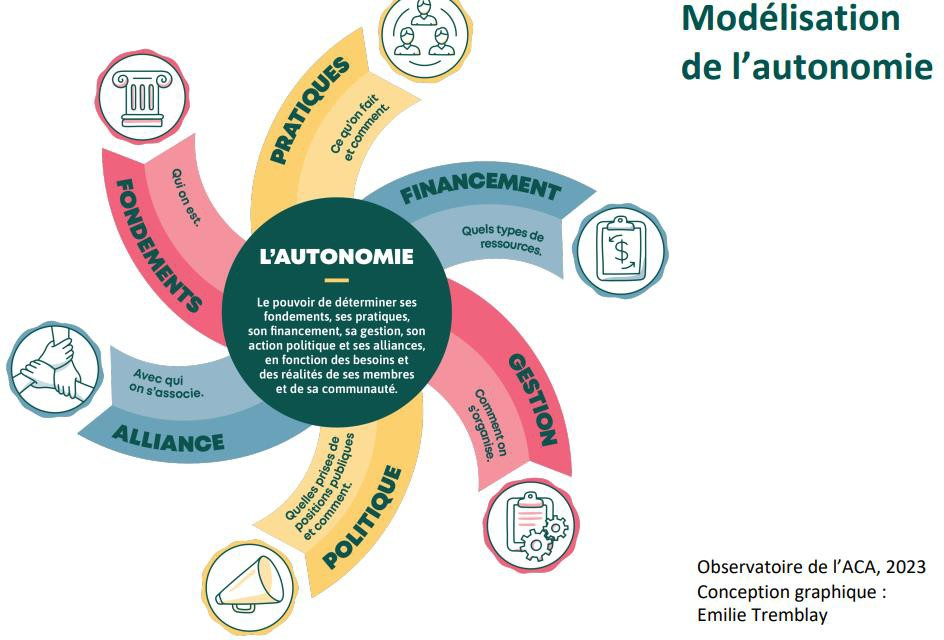 Modélisation
de l’autonomie
PRATIQUES
Ce qu’on fait
et comment.
FINANCEMENT
Quels types de
ressources.
FONDEMENTS
Qui on est.
L’AUTONOMIE
Le pouvoir de déterminer ses
fondements, ses pratiques,
son financement, sa gestion, son
action politique et ses alliances,
en fonction des besoins et
des réalités de ses membres
et de sa communauté.
GESTION
Comment on
s’organise.
Avec qui
on s’associe.
ALLIANCE
Quelles prises de
positions publiques
et comment.
POLITIQUE
$
Observatoire de l’ACA, 2023
Conception graphique :
Emilie Tremblay